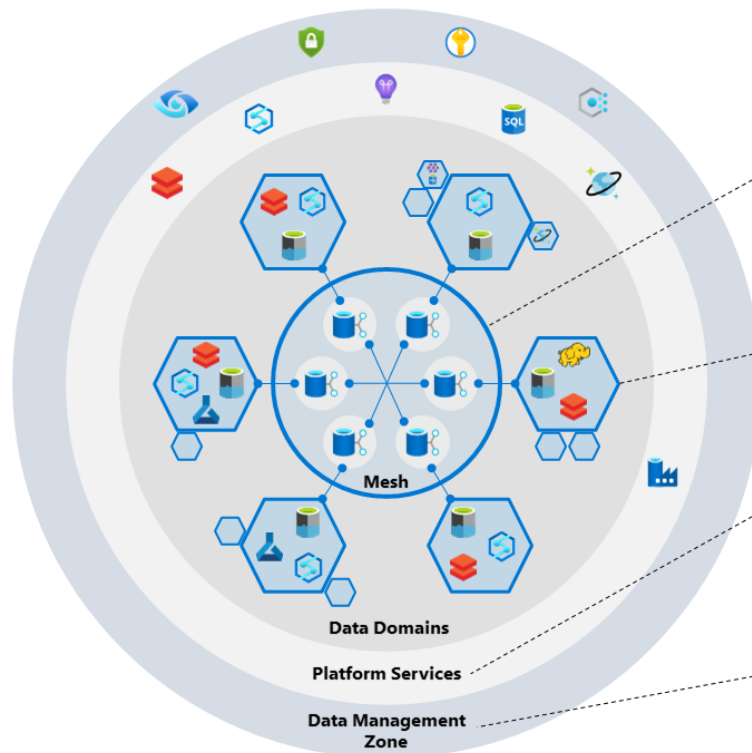 SQL
Mesh
Data Domains
Platform Services
Data Management
Zone